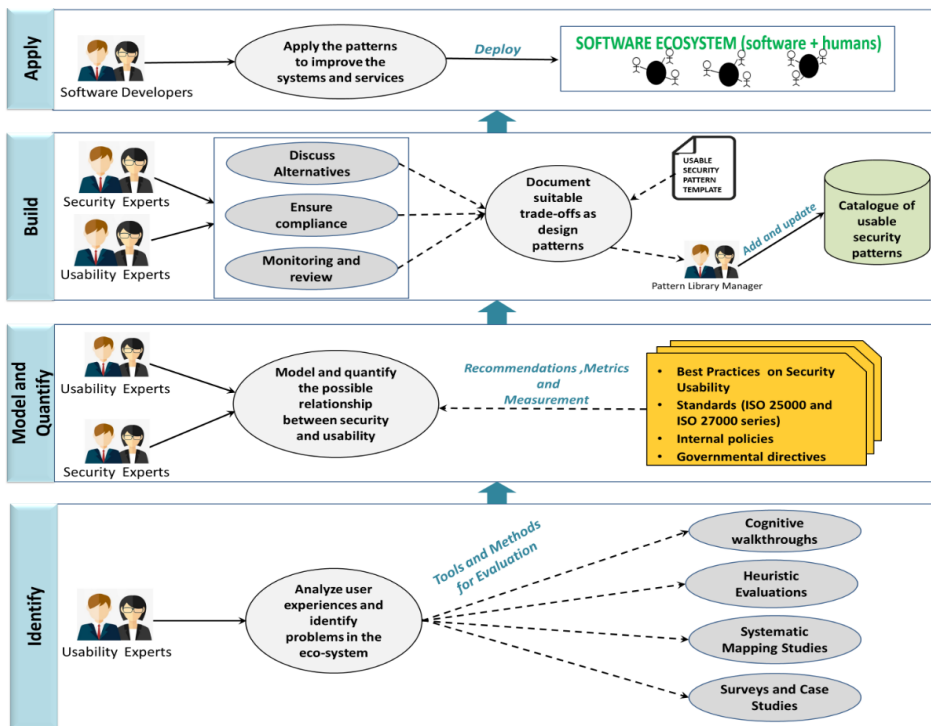 Apply
Software Developers
Apply the patterns
to improve the
systems and services
Deploy
SOFTWARE ECOSYSTEM (software + humans)
Build
Security Experts
Usability Experts
Discuss
Alternatives
Ensure
compliance
Monitoring and
review
Document
suitable
trade-offs as
design
patterns
USABLE
SECURITY
PATTERN
TEMPLATE
Pattern Library Manager
Add and update
Catalogue of
usable
security
patterns
Model and
Quantify
Usability Experts
Security Experts
Model and quantify
the possible
relationship
between security
and usability
Recommendations ,Metrics
and
Measurement
• Best Practices on Security
Usability
• Standards (ISO 25000 and
ISO 27000 series)
• Internal policies
• Governmental directives
Identify
Usability Experts
Analyze user
experiences and
identify
problems in the
eco-system
Tools and Methods
for Evaluation
Cognitive
walkthroughs
Heuristic
Evaluations
Systematic
Mapping Studies
Surveys and Case
Studies